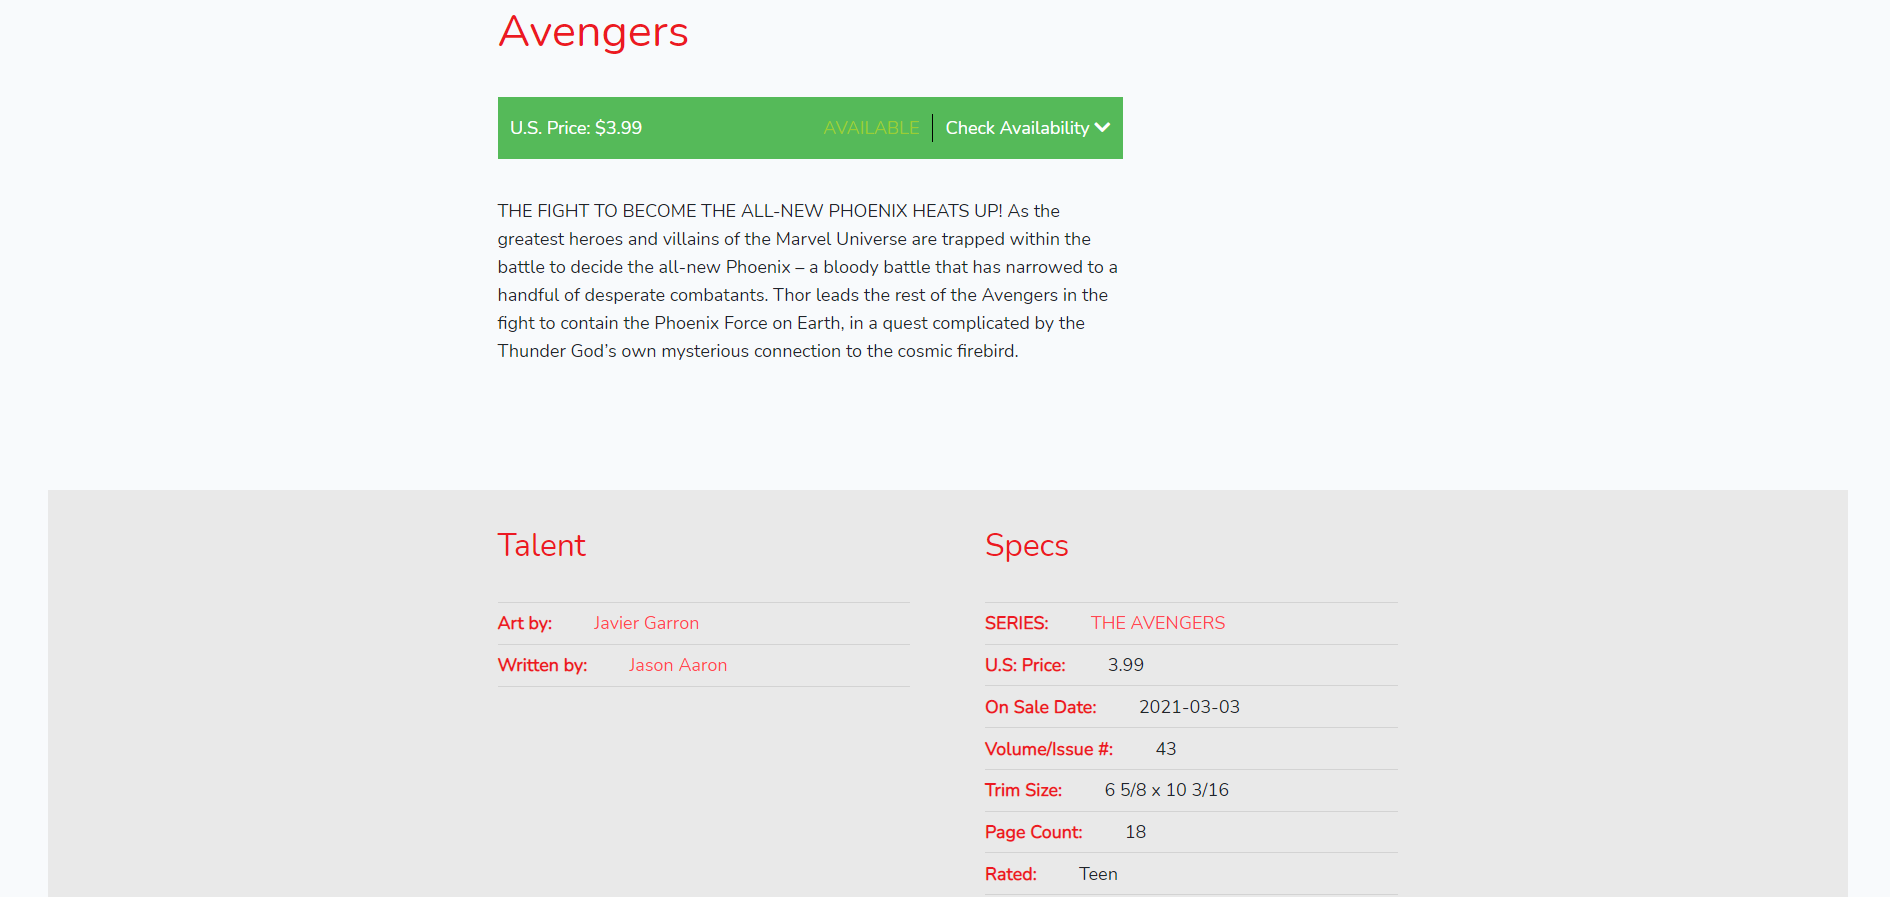 Avengers
U.S. Price: $3.99
AVAILABLE
Check Availability
THE FIGHT TO BECOME THE ALL-NEW PHOENIX HEATS UP! As the
greatest heroes and villains of the Marvel Universe are trapped within the
battle to decide the all-new Phoenix – a bloody battle that has narrowed to a
handful of desperate combatants. Thor leads the rest of the Avengers in the
fight to contain the Phoenix Force on Earth, in a quest complicated by the
Thunder God’s own mysterious connection to the cosmic firebird.
Talent
Art by: Javier Garron
Written by: Jason Aaron
Specs
SERIES: THE AVENGERS
U.S: Price: 3.99
On Sale Date: 2021-03-03
Volume/Issue #: 43
Trim Size: 6 5/8 x 10 3/16
Page Count: 18
Rated: Teen